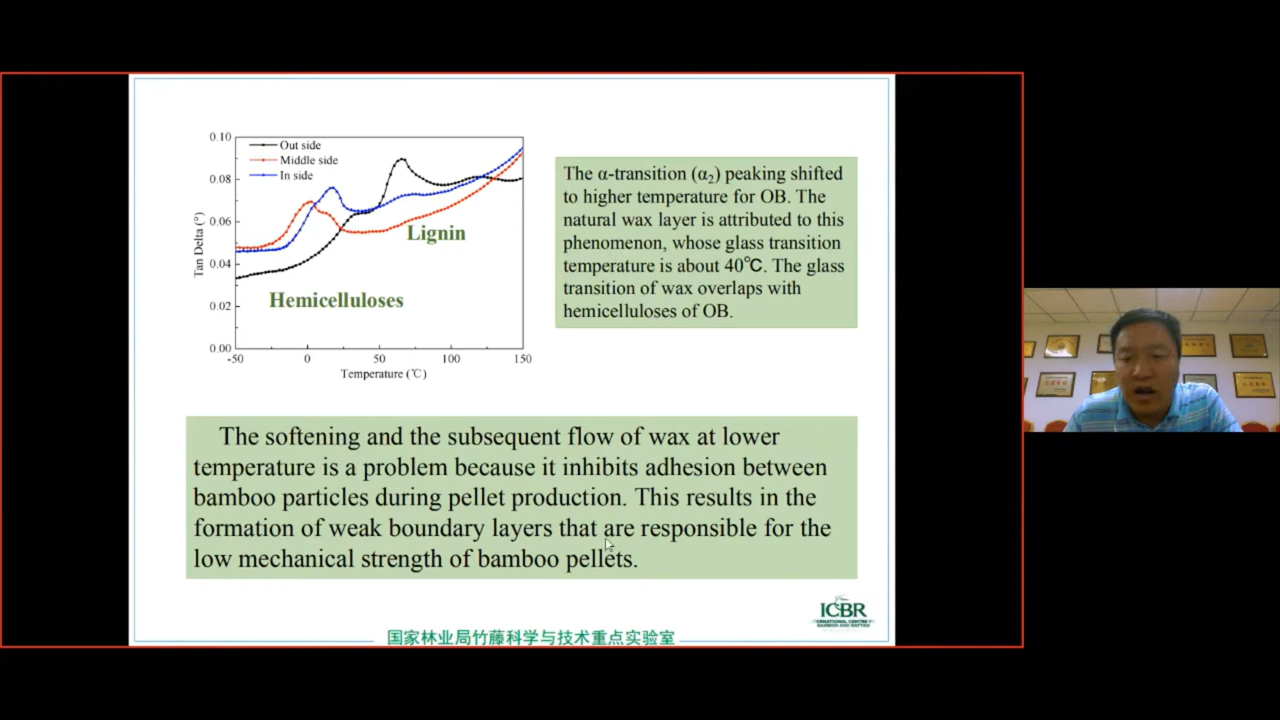 0.10
0.08
0.06
0.04
0.02
0.00
Tan Delta (°)
Out side
Middle side
In side
Lignin
Hemicelluloses
-50 0 50 100 150
Temperature (℃)
The α-transition (α₂) peaking shifted
to higher temperature for OB. The
natural wax layer is attributed to this
phenomenon, whose glass transition
temperature is about 40℃. The glass
transition of wax overlaps with
hemicelluloses of OB.
The softening and the subsequent flow of wax at lower
temperature is a problem because it inhibits adhesion between
bamboo particles during pellet production. This results in the
formation of weak boundary layers that are responsible for the
low mechanical strength of bamboo pellets.
ICBR
国家林业局竹藤科学与技术重点实验室